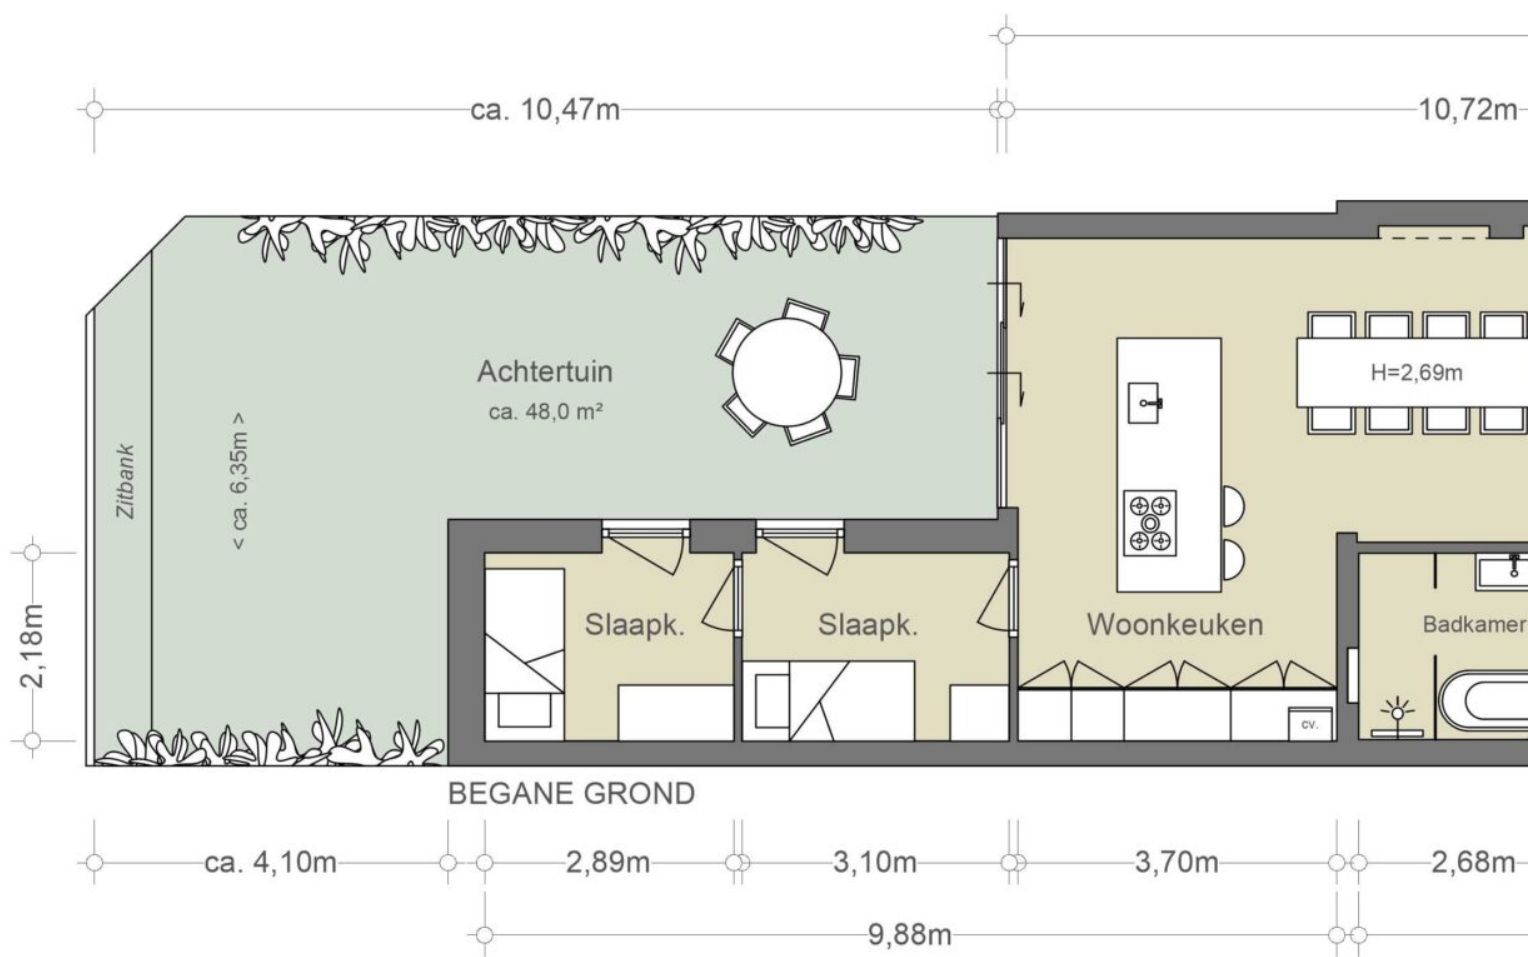 ca. 10,47m
10,72m
Achtertuin
ca. 48,0 m²
H=2,69m
Zitbank
< ca. 6,35m >
2,18m
Slaapk.
Slaapk.
Woonkeuken
Badkamer
cv.
BEGANE GROND
ca. 4,10m
2,89m
3,10m
3,70m
2,68m
9,88m